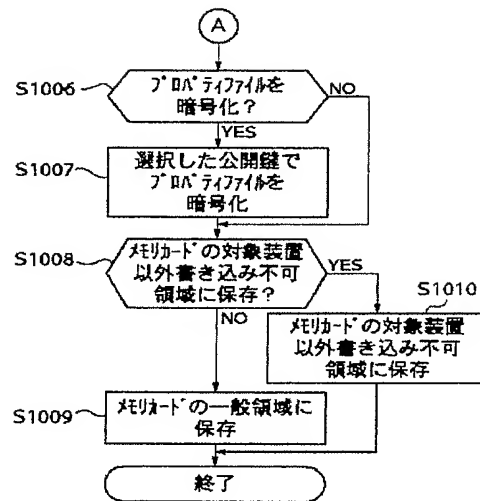 A
S1006
プロパティファイルを
暗号化？
NO
YES
S1007
選択した公開鍵で
プロパティファイルを
暗号化
S1008
メモリカードの対象装置
以外書き込み不可
領域に保存？
YES
NO
S1010
メモリカードの対象装置
以外書き込み不可
領域に保存
S1009
メモリカードの一般領域に
保存
終了